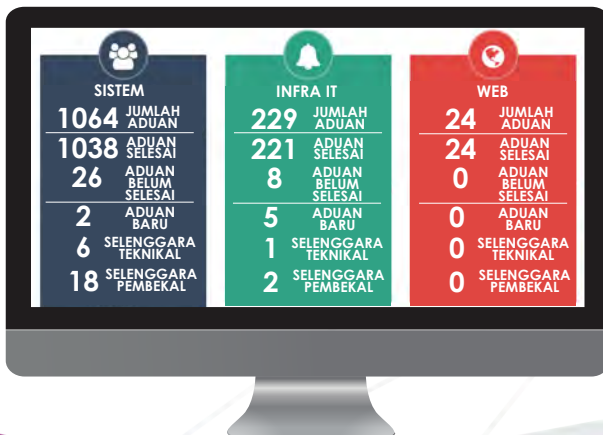 SISTEM
1064 JUMLAH ADUAN
1038 ADUAN SELESAI
26 ADUAN BELUM SELESAI
2 ADUAN BARU
6 SELENGGARA TEKNIKAL
18 SELENGGARA PEMBEKAL
INFRA IT
229 JUMLAH ADUAN
221 ADUAN SELESAI
8 ADUAN BELUM SELESAI
5 ADUAN BARU
1 SELENGGARA TEKNIKAL
2 SELENGGARA PEMBEKAL
WEB
24 JUMLAH ADUAN
24 ADUAN SELESAI
0 ADUAN BELUM SELESAI
0 ADUAN BARU
0 SELENGGARA TEKNIKAL
0 SELENGGARA PEMBEKAL